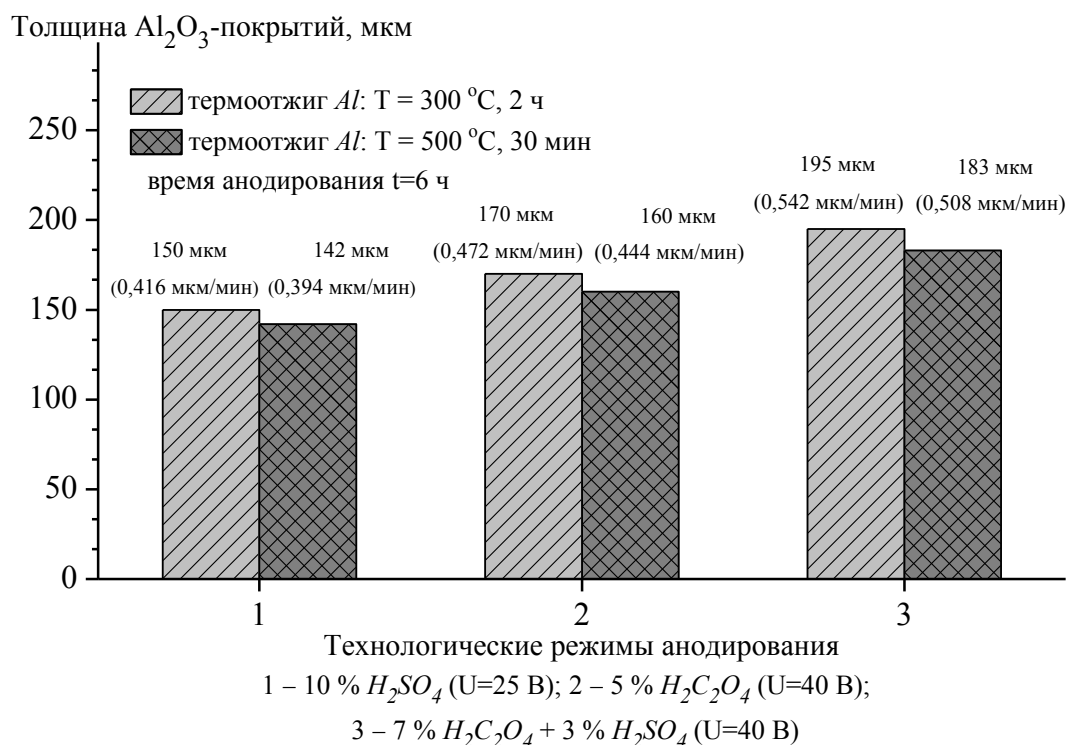 Толщина Al₂O₃-покрытий, мкм
термоотжиг Al: T = 300 °C, 2 ч
термоотжиг Al: T = 500 °C, 30 мин
время анодирования t=6 ч
250
200
150
100
50
0
150 мкм
(0,416 мкм/мин)
142 мкм
(0,394 мкм/мин)
170 мкм
(0,472 мкм/мин)
160 мкм
(0,444 мкм/мин)
195 мкм
(0,542 мкм/мин)
183 мкм
(0,508 мкм/мин)
1 2 3
Технологические режимы анодирования
1 – 10 % H₂SO₄ (U=25 В); 2 – 5 % H₂C₂O₄ (U=40 В);
3 – 7 % H₂C₂O₄ + 3 % H₂SO₄ (U=40 В)